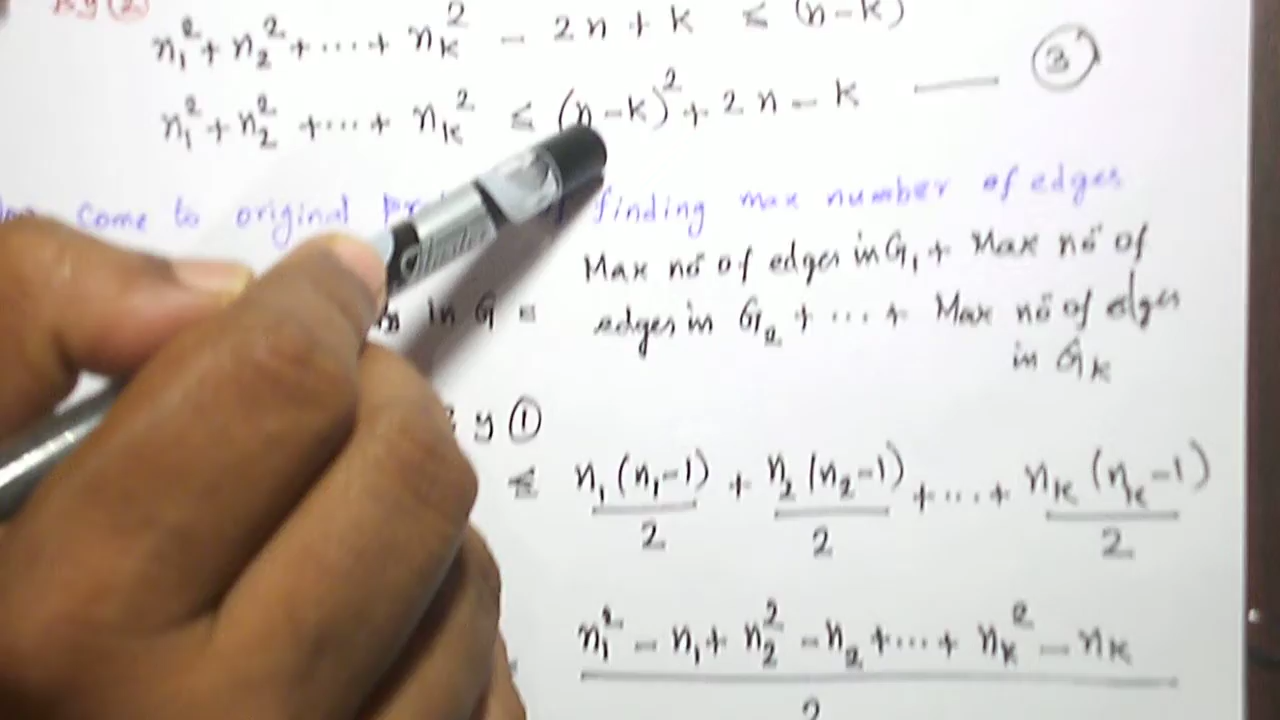 By (2)
n₁² + n₂² + ⋯ + nₖ² − 2n + k ≤ (n−k)
n₁² + n₂² + ⋯ + nₖ² ≤ (n−k)² + 2n − k —— (3)
come to original finding max number of edges
in G = Max no of edges in G₁ + Max no of
edges in G₂ + ⋯ + Max no of edges
in Gₖ
y (1)
≤ n₁(n₁−1)/2 + n₂(n₂−1)/2 + ⋯ + nₖ(nₖ−1)/2
n₁² − n₁ + n₂² − n₂ + ⋯ + nₖ² − nₖ
2